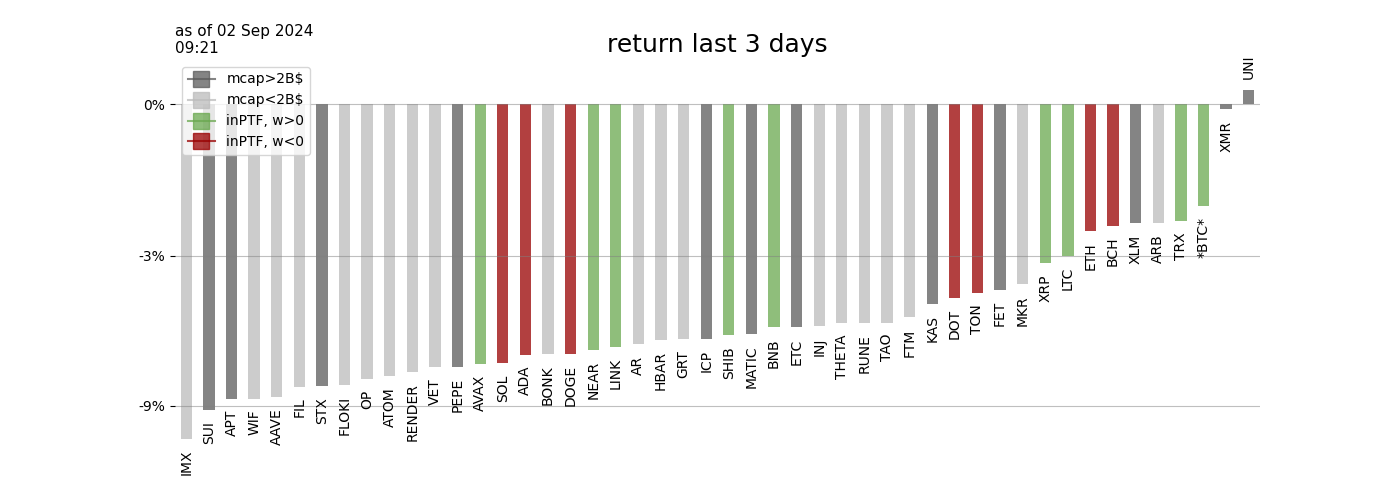 as of 02 Sep 2024
09:21
return last 3 days
mcap>2B$
mcap<2B$
inPTF, w>0
inPTF, w<0
0%
-3%
-9%
IMX
SUI
APT
WIF
AAVE
FIL
STX
FLOKI
OP
ATOM
RENDER
VET
PEPE
AVAX
SOL
ADA
BONK
DOGE
NEAR
LINK
AR
HBAR
GRT
ICP
SHIB
MATIC
BNB
ETC
INJ
THETA
RUNE
TAO
FTM
KAS
DOT
TON
FET
MKR
XRP
LTC
ETH
BCH
XLM
ARB
TRX
*BTC*
XMR
UNI